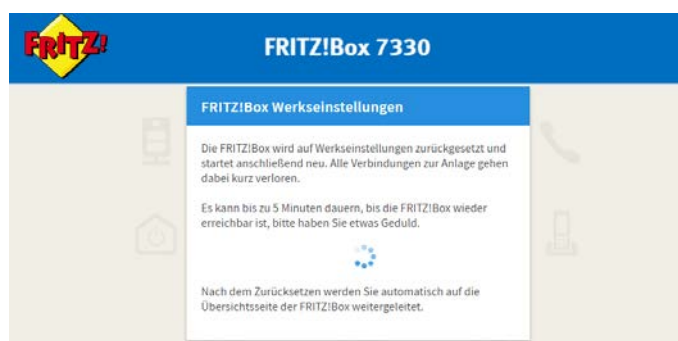 FRITZ!
FRITZ!Box 7330
FRITZ!Box Werkseinstellungen
Die FRITZ!Box wird auf Werkseinstellungen zurückgesetzt und
startet anschließend neu. Alle Verbindungen zur Anlage gehen
dabei kurz verloren.
Es kann bis zu 5 Minuten dauern, bis die FRITZ!Box wieder
erreichbar ist, bitte haben Sie etwas Geduld.
Nach dem Zurücksetzen werden Sie automatisch auf die
Übersichtsseite der FRITZ!Box weitergeleitet.